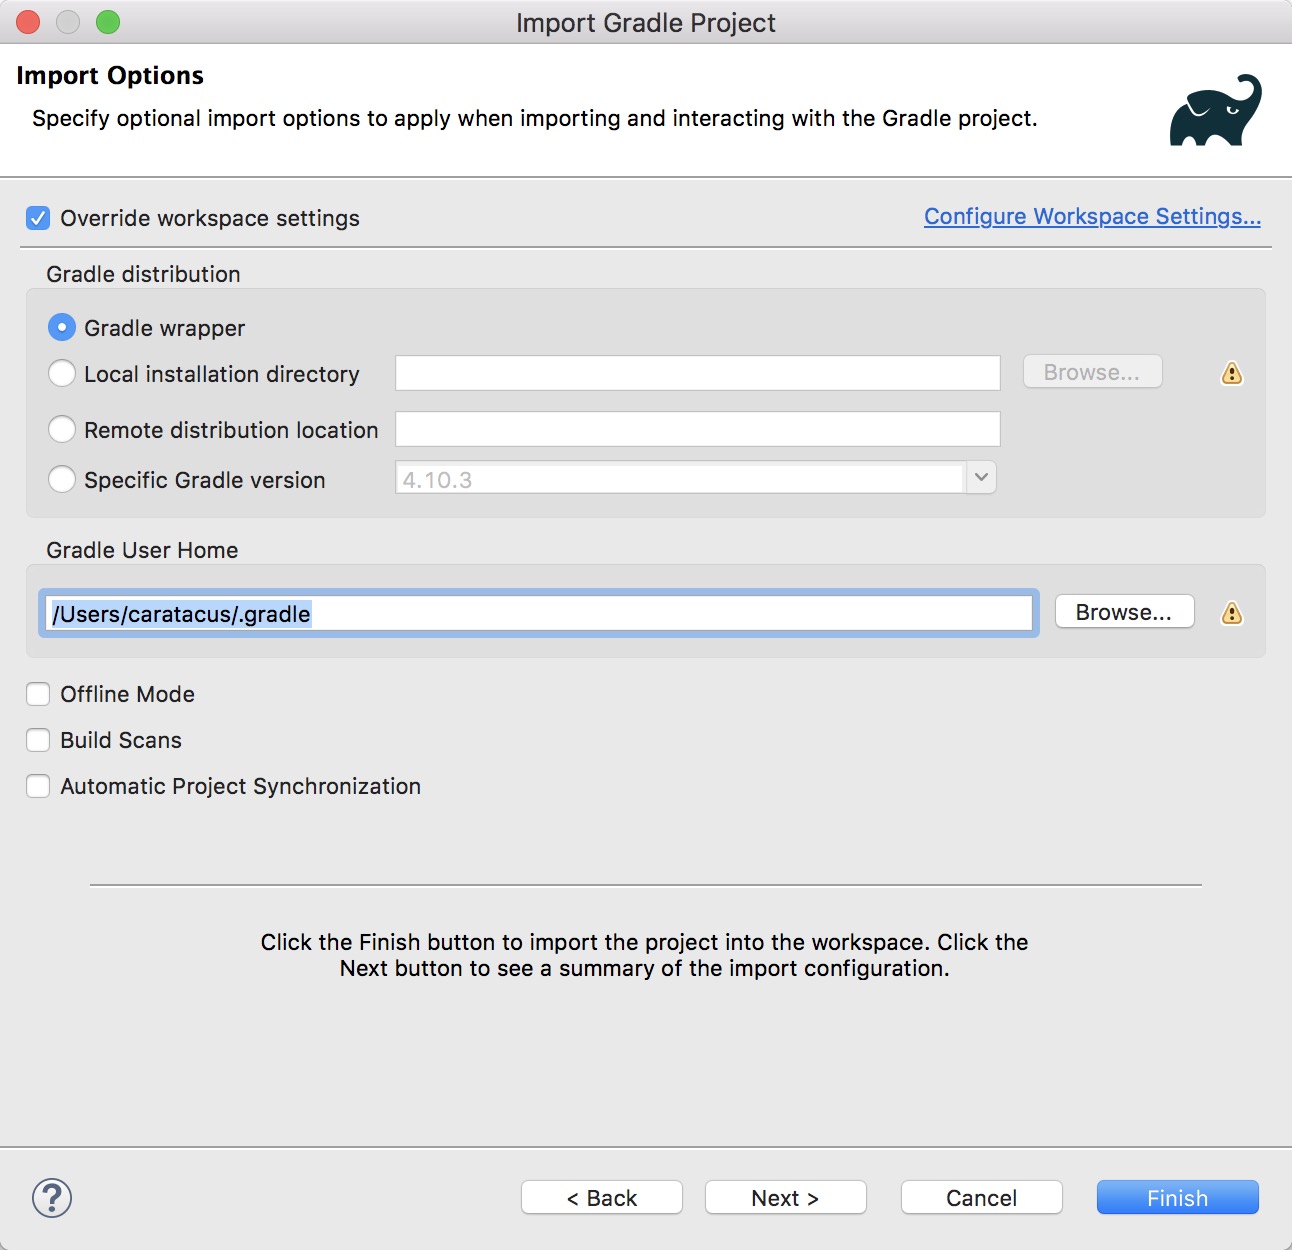 Import Gradle Project
Import Options
Specify optional import options to apply when importing and interacting with the Gradle project.
Override workspace settings
Configure Workspace Settings...
Gradle distribution
Gradle wrapper
Local installation directory
Browse...
Remote distribution location
Specific Gradle version
4.10.3
Gradle User Home
/Users/caratacus/.gradle
Browse...
Offline Mode
Build Scans
Automatic Project Synchronization
Click the Finish button to import the project into the workspace. Click the
Next button to see a summary of the import configuration.
?
< Back
Next >
Cancel
Finish